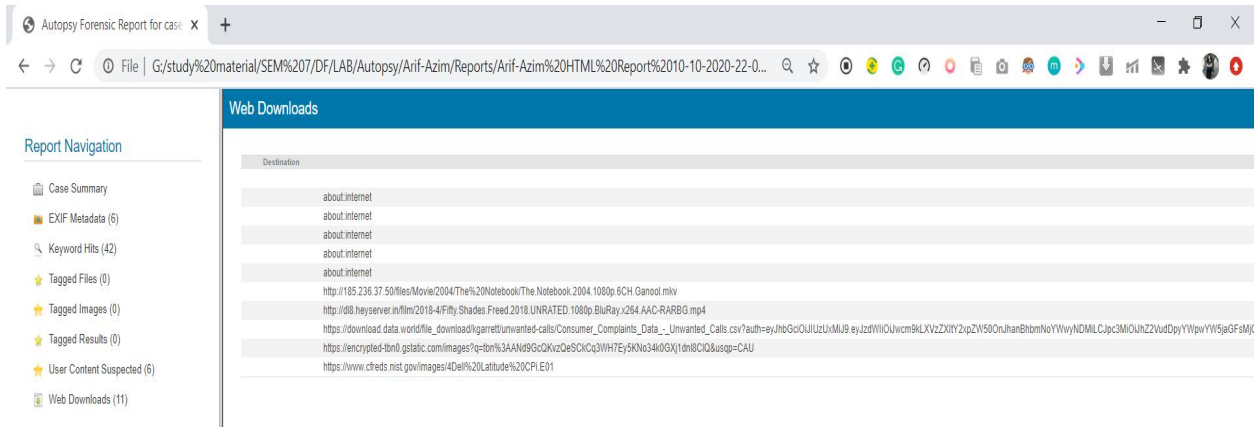 Autopsy Forensic Report for case
File | G:/study%20material/SEM%207/DF/LAB/Autopsy/Arif-Azim/Reports/Arif-Azim%20HTML%20Report%2010-10-2020-22-0...
Web Downloads
Report Navigation
Destination
Case Summary
EXIF Metadata (6)
Keyword Hits (42)
Tagged Files (0)
Tagged Images (0)
Tagged Results (0)
User Content Suspected (6)
Web Downloads (11)
about:internet
about:internet
about:internet
about:internet
about:internet
http://185.236.37.50/files/Movie/2004/The%20Notebook/The.Notebook.2004.1080p.6CH.Ganool.mkv
http://dl8.heyserver.in/film/2018-4/Fifty.Shades.Freed.2018.UNRATED.1080p.BluRay.x264.AAC-RARBG.mp4
https://encrypted-tbn0.gstatic.com/images?q=tbn%3AANd9GcQKvzQeSCkCq3WH7Ey5KNo34k0GXj1dnl8ClQ&usqp=CAU
https://www.cfreds.nist.gov/images/4Dell%20Latitude%20CPi.E01